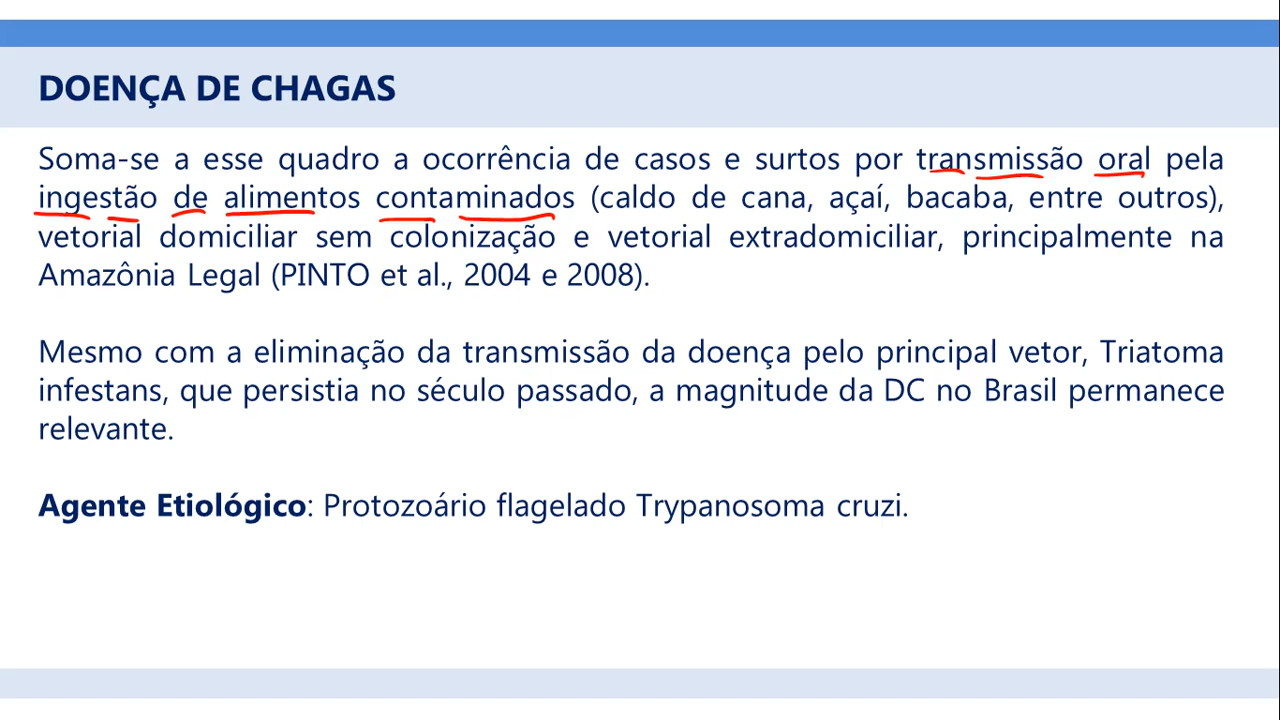 DOENÇA DE CHAGAS
Soma-se a esse quadro a ocorrência de casos e surtos por transmissão oral pela
ingestão de alimentos contaminados (caldo de cana, açaí, bacaba, entre outros),
vetorial domiciliar sem colonização e vetorial extradomiciliar, principalmente na
Amazônia Legal (PINTO et al., 2004 e 2008).
Mesmo com a eliminação da transmissão da doença pelo principal vetor, Triatoma
infestans, que persistia no século passado, a magnitude da DC no Brasil permanece
relevante.
Agente Etiológico: Protozoário flagelado Trypanosoma cruzi.